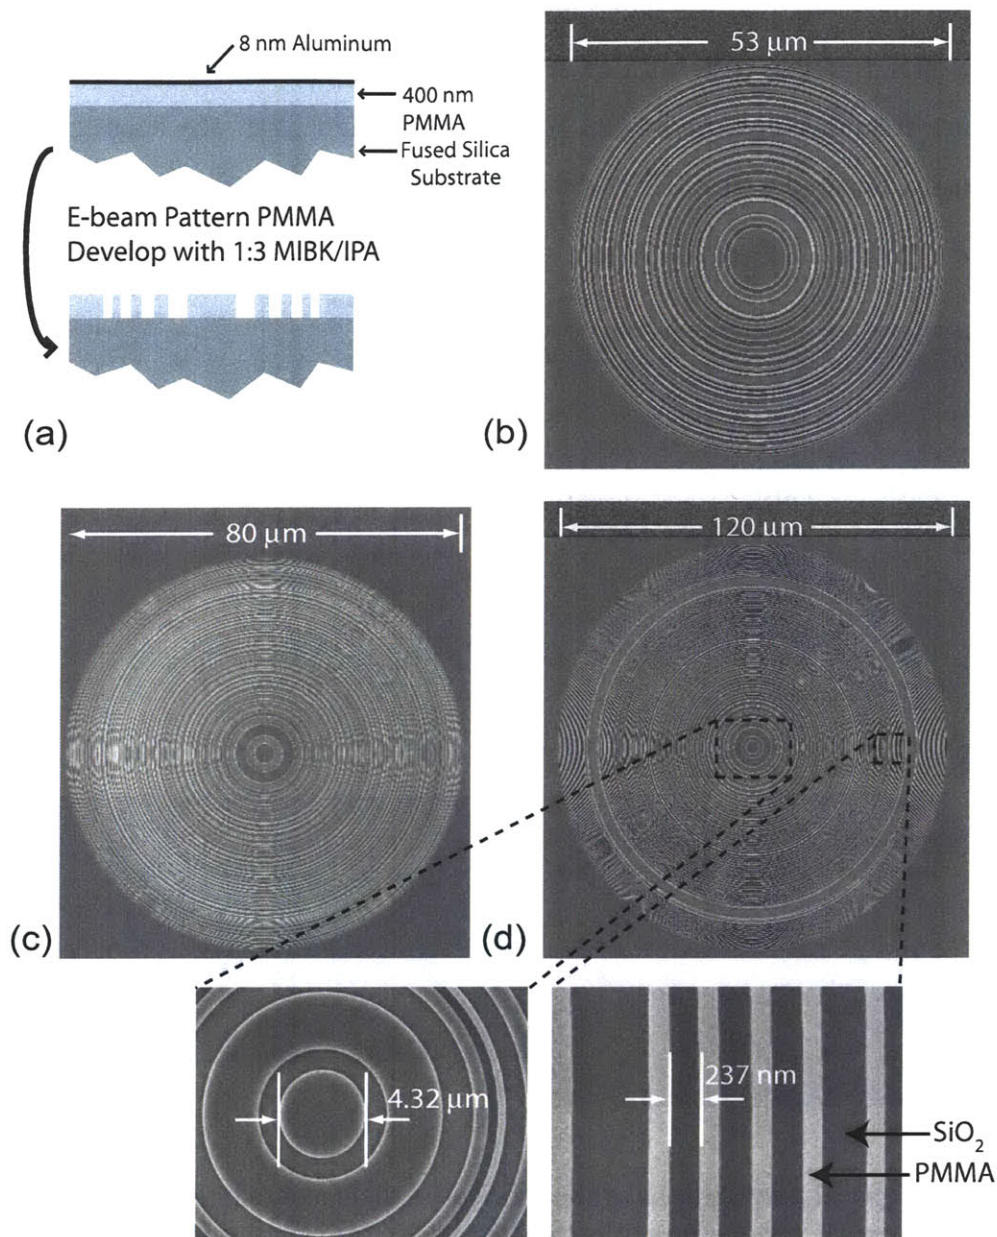 8 nm Aluminum
400 nm
PMMA
Fused Silica
Substrate
E-beam Pattern PMMA
Develop with 1:3 MIBK/IPA
(a)
53 μm
(b)
80 μm
(c)
120 μm
(d)
4.32 μm
237 nm
SiO₂
PMMA